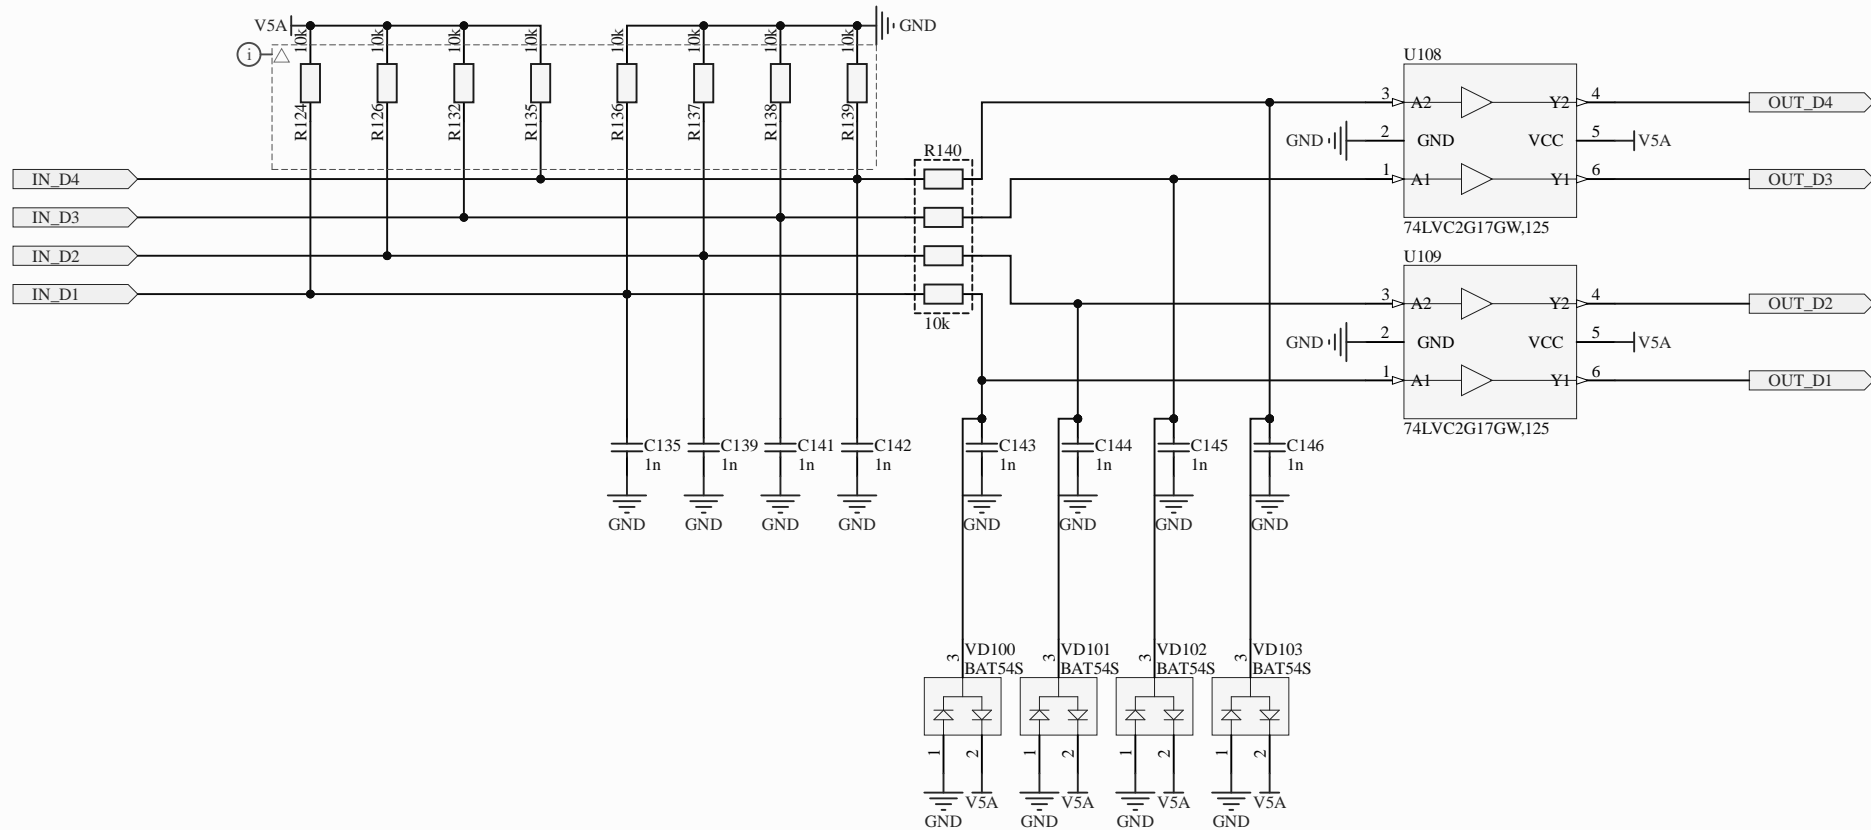 V5A
10k
10k
10k
10k
10k
10k
10k
10k
GND
i
R124
R126
R132
R135
R136
R137
R138
R139
IN_D4
IN_D3
IN_D2
IN_D1
R140
10k
U108
3 A2 Y2 4
GND 2 GND VCC 5 V5A
1 A1 Y1 6
74LVC2G17GW,125
OUT_D4
OUT_D3
U109
3 A2 Y2 4
GND 2 GND VCC 5 V5A
1 A1 Y1 6
74LVC2G17GW,125
OUT_D2
OUT_D1
C135
1n
GND
C139
1n
GND
C141
1n
GND
C142
1n
GND
C143
1n
GND
C144
1n
GND
C145
1n
GND
C146
1n
GND
3
VD100
BAT54S
1
2
GND
V5A
3
VD101
BAT54S
1
2
GND
V5A
3
VD102
BAT54S
1
2
GND
V5A
3
VD103
BAT54S
1
2
GND
V5A